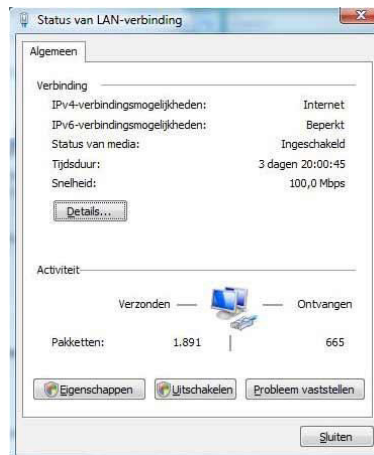 Status van LAN-verbinding
Algemeen
Verbinding
IPv4-verbindingsmogelijkheden: Internet
IPv6-verbindingsmogelijkheden: Beperkt
Status van media: Ingeschakeld
Tijdsduur: 3 dagen 20:00:45
Snelheid: 100,0 Mbps
Details...
Activiteit
Verzonden — — Ontvangen
Pakketten: 1.891 | 665
Eigenschappen Uitschakelen Probleem vaststellen
Sluiten